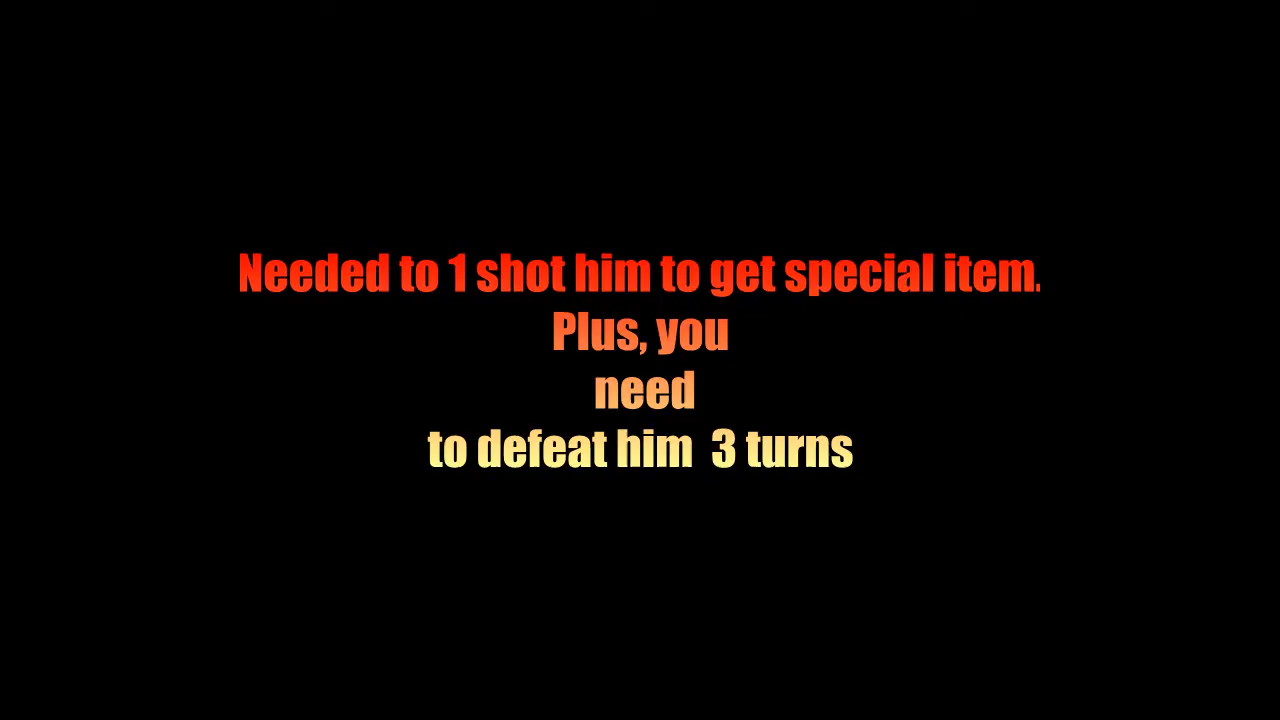 Needed to 1 shot him to get special item.
Plus, you
need
to defeat him  3 turns